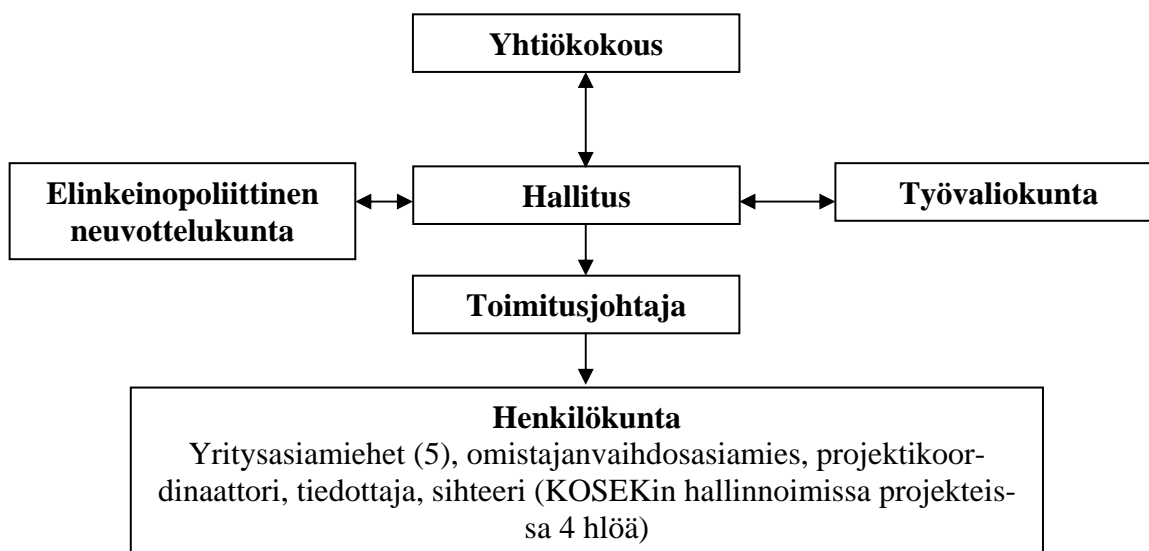 Yhtiökokous
Elinkeinopoliittinen
neuvottelukunta
Hallitus
Työvaliokunta
Toimitusjohtaja
Henkilökunta
Yritysasiamiehet (5), omistajanvaihdosasiamies, projektikoor-
dinaattori, tiedottaja, sihteeri (KOSEKin hallinnoimissa projekteis-
sa 4 hlöä)